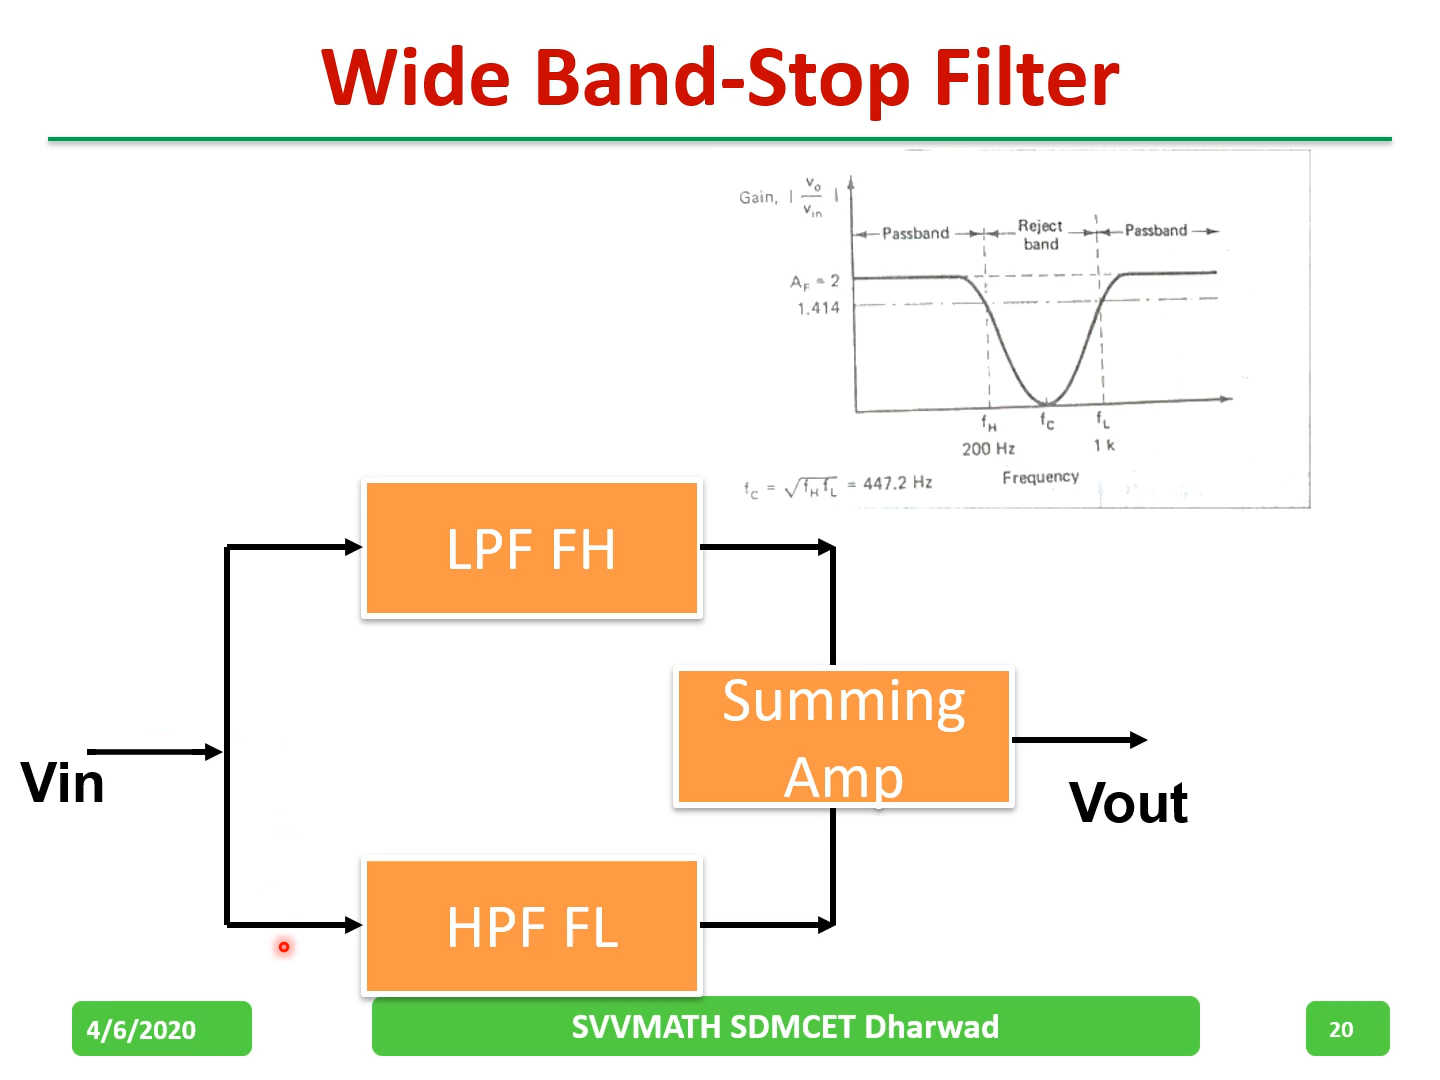 Wide Band-Stop Filter
Gain, | vo/vin |
Passband
Reject
band
Passband
AF = 2
1.414
fH
fC
fL
200 Hz
1 k
fC = √fH fL = 447.2 Hz
Frequency
LPF FH
Summing
Amp
Vin
Vout
HPF FL
4/6/2020
SVVMATH SDMCET Dharwad
20